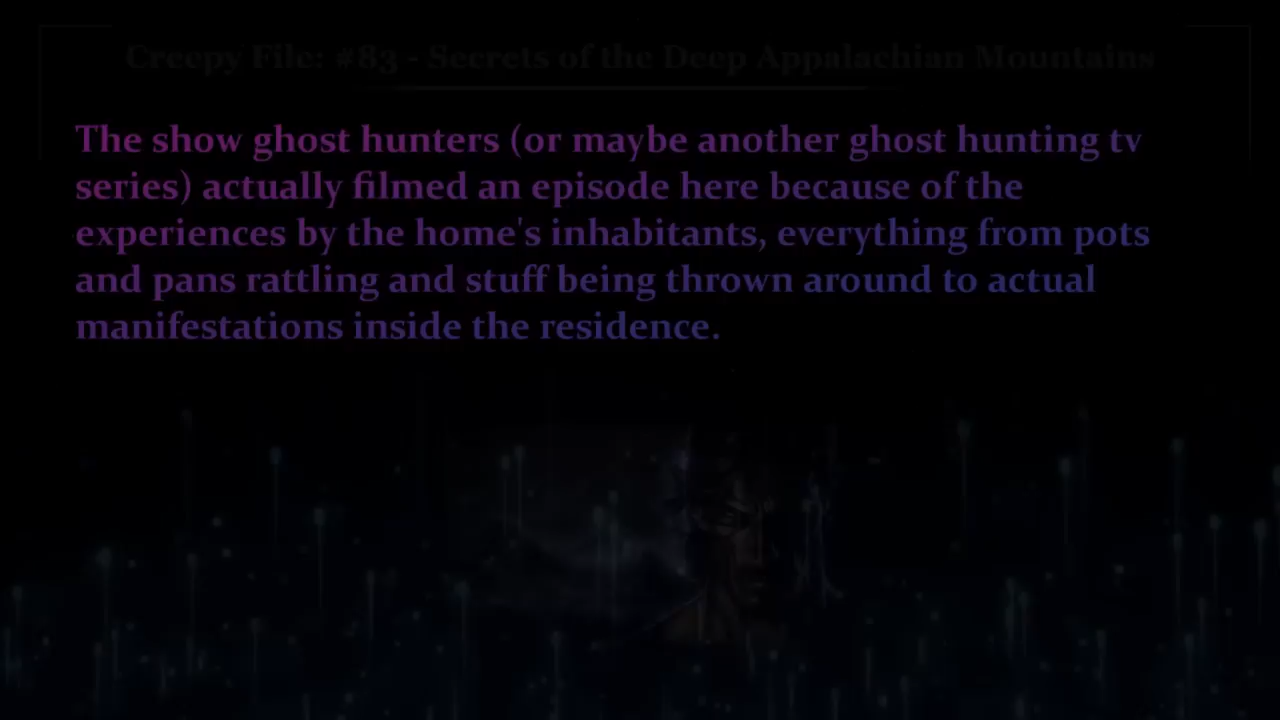 Creepy File: #83 - Secrets of the Deep Appalachian Mountains
The show ghost hunters (or maybe another ghost hunting tv
series) actually filmed an episode here because of the
experiences by the home's inhabitants, everything from pots
and pans rattling and stuff being thrown around to actual
manifestations inside the residence.